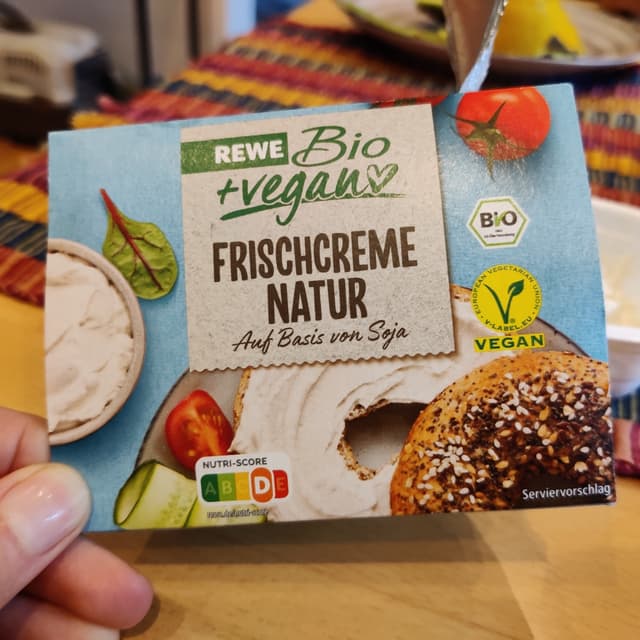 REWE Bio
+vegan
FRISCHCREME
NATUR
Auf Basis von Soja
BIO
EUROPEAN VEGETARIAN UNION
V-LABEL.EU
VEGAN
NUTRI-SCORE
A B C D E
Serviervorschlag